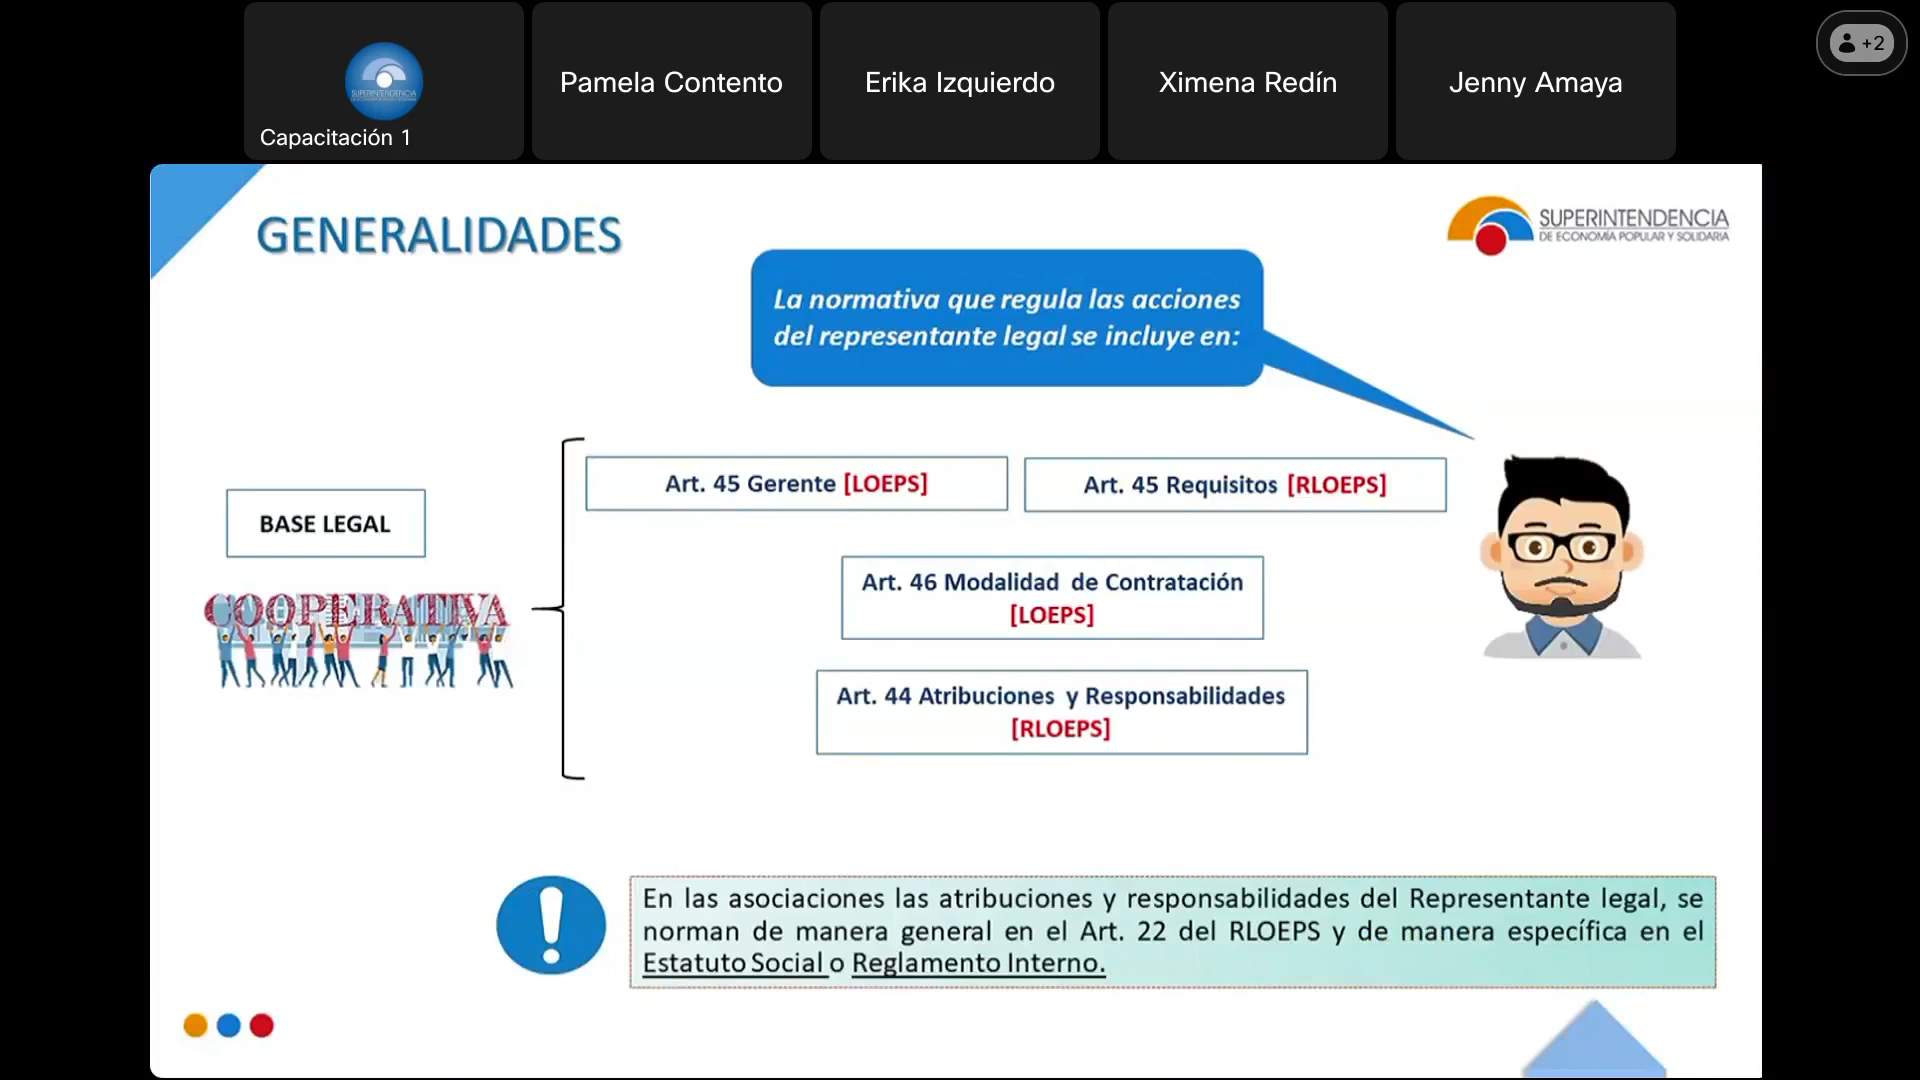 Pamela Contento
Erika Izquierdo
Ximena Redín
Jenny Amaya
+2
SUPERINTENDENCIA
Capacitación 1
GENERALIDADES
SUPERINTENDENCIA
DE ECONOMÍA POPULAR Y SOLIDARIA
La normativa que regula las acciones
del representante legal se incluye en:
Art. 45 Gerente [LOEPS]
Art. 45 Requisitos [RLOEPS]
BASE LEGAL
COOPERATIVA
Art. 46 Modalidad de Contratación
[LOEPS]
Art. 44 Atribuciones y Responsabilidades
[RLOEPS]
En las asociaciones las atribuciones y responsabilidades del Representante legal, se
norman de manera general en el Art. 22 del RLOEPS y de manera específica en el
Estatuto Social o Reglamento Interno.